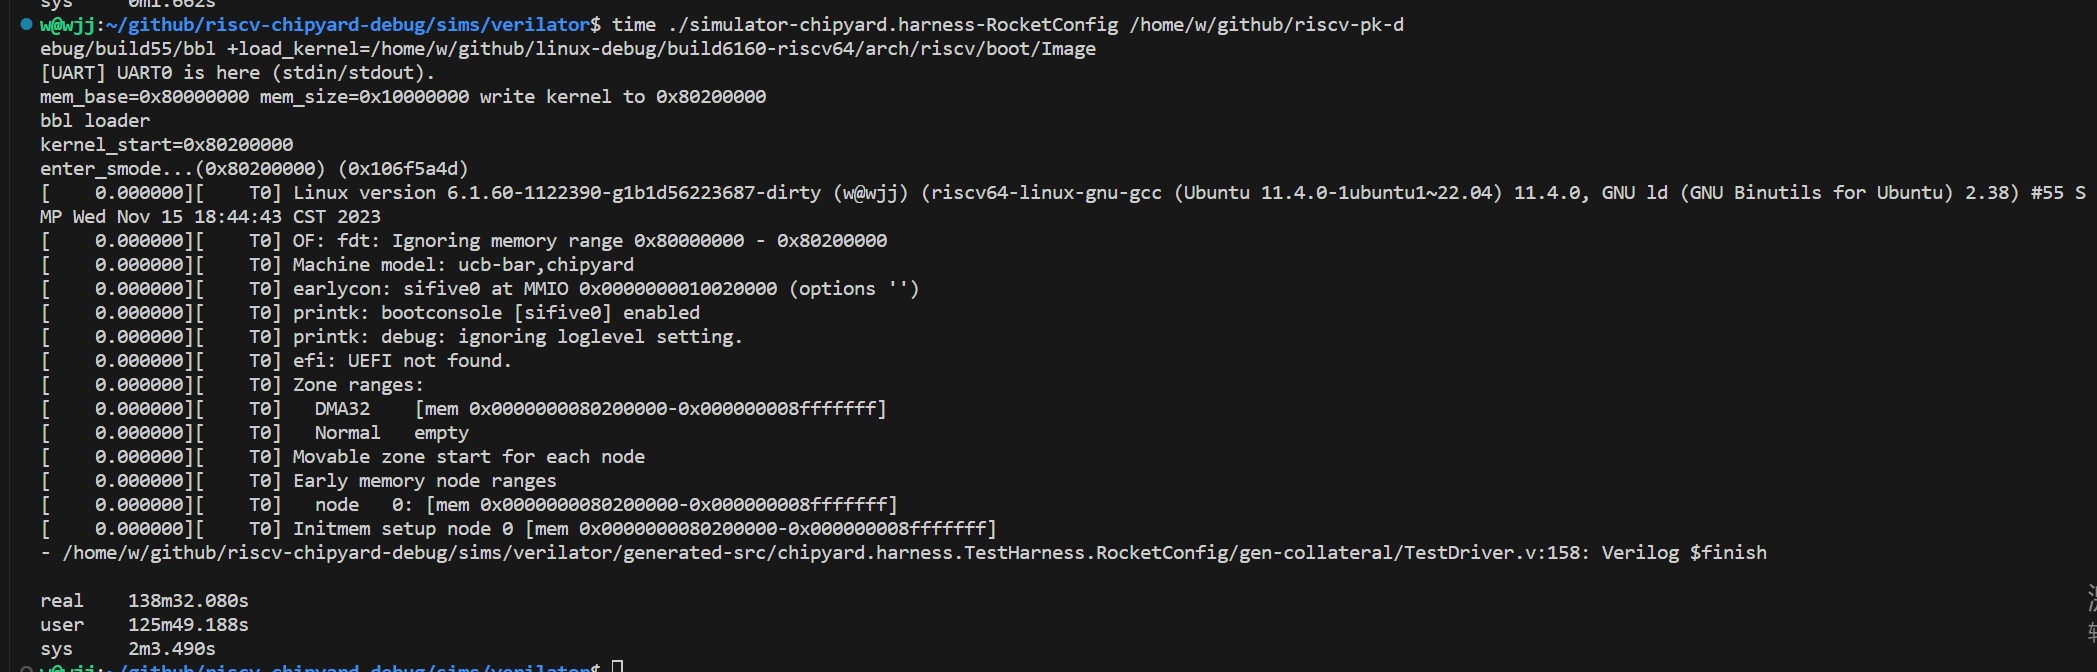 sys     0m1.662s
w@wjj:~/github/riscv-chipyard-debug/sims/verilator$ time ./simulator-chipyard.harness-RocketConfig /home/w/github/riscv-pk-d
ebug/build55/bbl +load_kernel=/home/w/github/linux-debug/build6160-riscv64/arch/riscv/boot/Image
[UART] UART0 is here (stdin/stdout).
mem_base=0x80000000 mem_size=0x10000000 write kernel to 0x80200000
bbl loader
kernel_start=0x80200000
enter_smode...(0x80200000) (0x106f5a4d)
[    0.000000][    T0] Linux version 6.1.60-1122390-g1b1d56223687-dirty (w@wjj) (riscv64-linux-gnu-gcc (Ubuntu 11.4.0-1ubuntu1~22.04) 11.4.0, GNU ld (GNU Binutils for Ubuntu) 2.38) #55 S
MP Wed Nov 15 18:44:43 CST 2023
[    0.000000][    T0] OF: fdt: Ignoring memory range 0x80000000 - 0x80200000
[    0.000000][    T0] Machine model: ucb-bar,chipyard
[    0.000000][    T0] earlycon: sifive0 at MMIO 0x0000000010020000 (options '')
[    0.000000][    T0] printk: bootconsole [sifive0] enabled
[    0.000000][    T0] printk: debug: ignoring loglevel setting.
[    0.000000][    T0] efi: UEFI not found.
[    0.000000][    T0] Zone ranges:
[    0.000000][    T0]   DMA32    [mem 0x0000000080200000-0x000000008fffffff]
[    0.000000][    T0]   Normal   empty
[    0.000000][    T0] Movable zone start for each node
[    0.000000][    T0] Early memory node ranges
[    0.000000][    T0]   node   0: [mem 0x0000000080200000-0x000000008fffffff]
[    0.000000][    T0] Initmem setup node 0 [mem 0x0000000080200000-0x000000008fffffff]
- /home/w/github/riscv-chipyard-debug/sims/verilator/generated-src/chipyard.harness.TestHarness.RocketConfig/gen-collateral/TestDriver.v:158: Verilog $finish
real    138m32.080s
user    125m49.188s
sys     2m3.490s
w@wjj:~/github/riscv-chipyard-debug/sims/verilator$